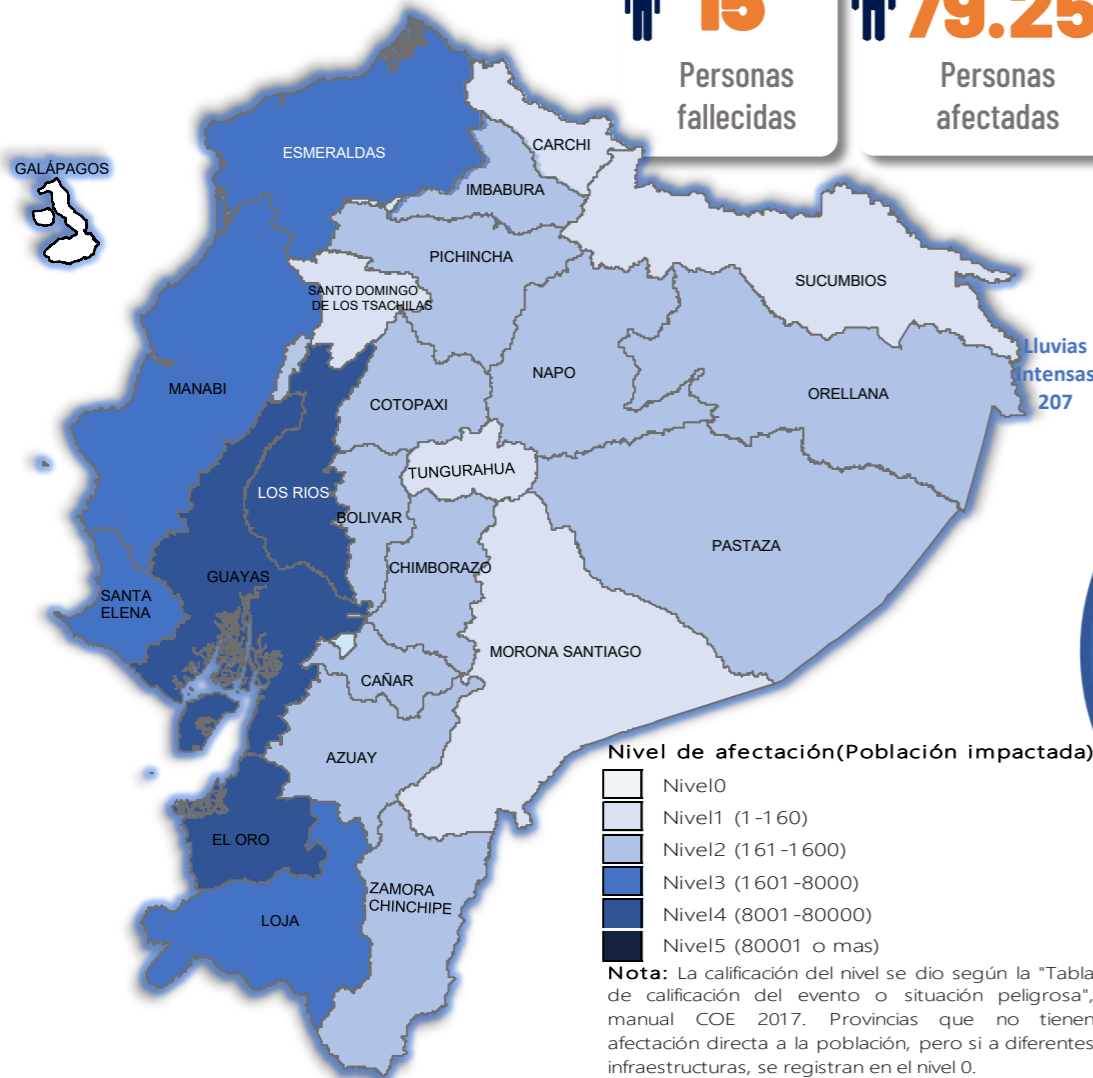 15
Personas
fallecidas
79.25
Personas
afectadas
GALÁPAGOS
ESMERALDAS
CARCHI
IMBABURA
PICHINCHA
SUCUMBIOS
SANTO DOMINGO
DE LOS TSACHILAS
Lluvias
Intensas
207
MANABI
NAPO
ORELLANA
COTOPAXI
TUNGURAHUA
LOS RIOS
BOLIVAR
PASTAZA
CHIMBORAZO
GUAYAS
SANTA
ELENA
MORONA SANTIAGO
CAÑAR
AZUAY
EL ORO
ZAMORA
CHINCHIPE
LOJA
Nivel de afectación(Población impactada)
Nivel0
Nivel1 (1-160)
Nivel2 (161-1600)
Nivel3 (1601-8000)
Nivel4 (8001-80000)
Nivel5 (80001 o mas)
Nota: La calificación del nivel se dio según la "Tabla
de calificación del evento o situación peligrosa",
manual COE 2017. Provincias que no tienen
afectación directa a la población, pero si a diferentes
infraestructuras, se registran en el nivel 0.